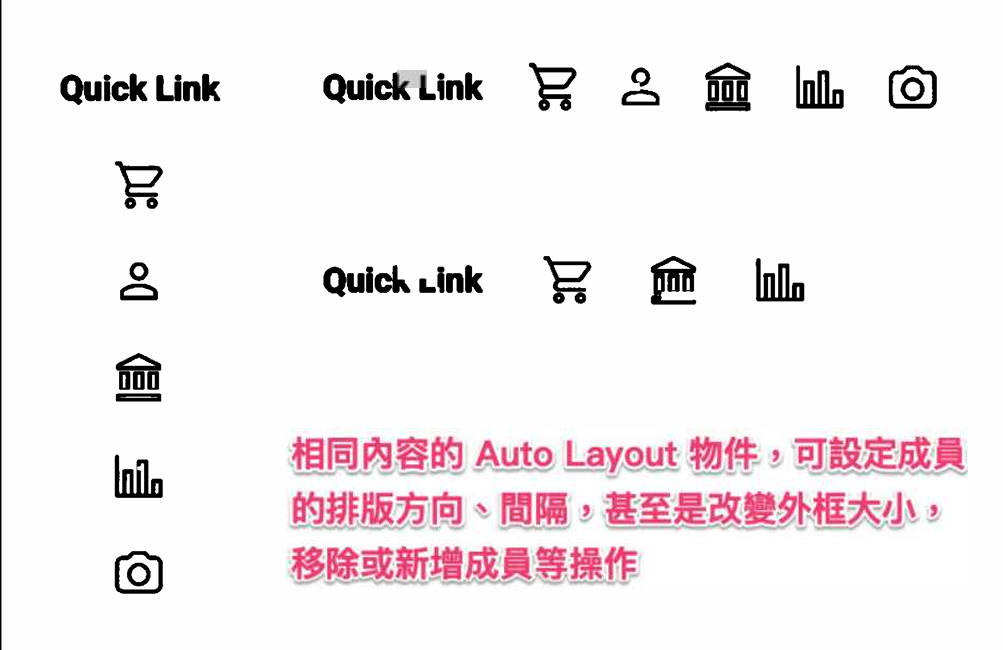 Quick Link
Quick Link
Quick Link
相同內容的 Auto Layout 物件，可設定成員
的排版方向、間隔，甚至是改變外框大小，
移除或新增成員等操作